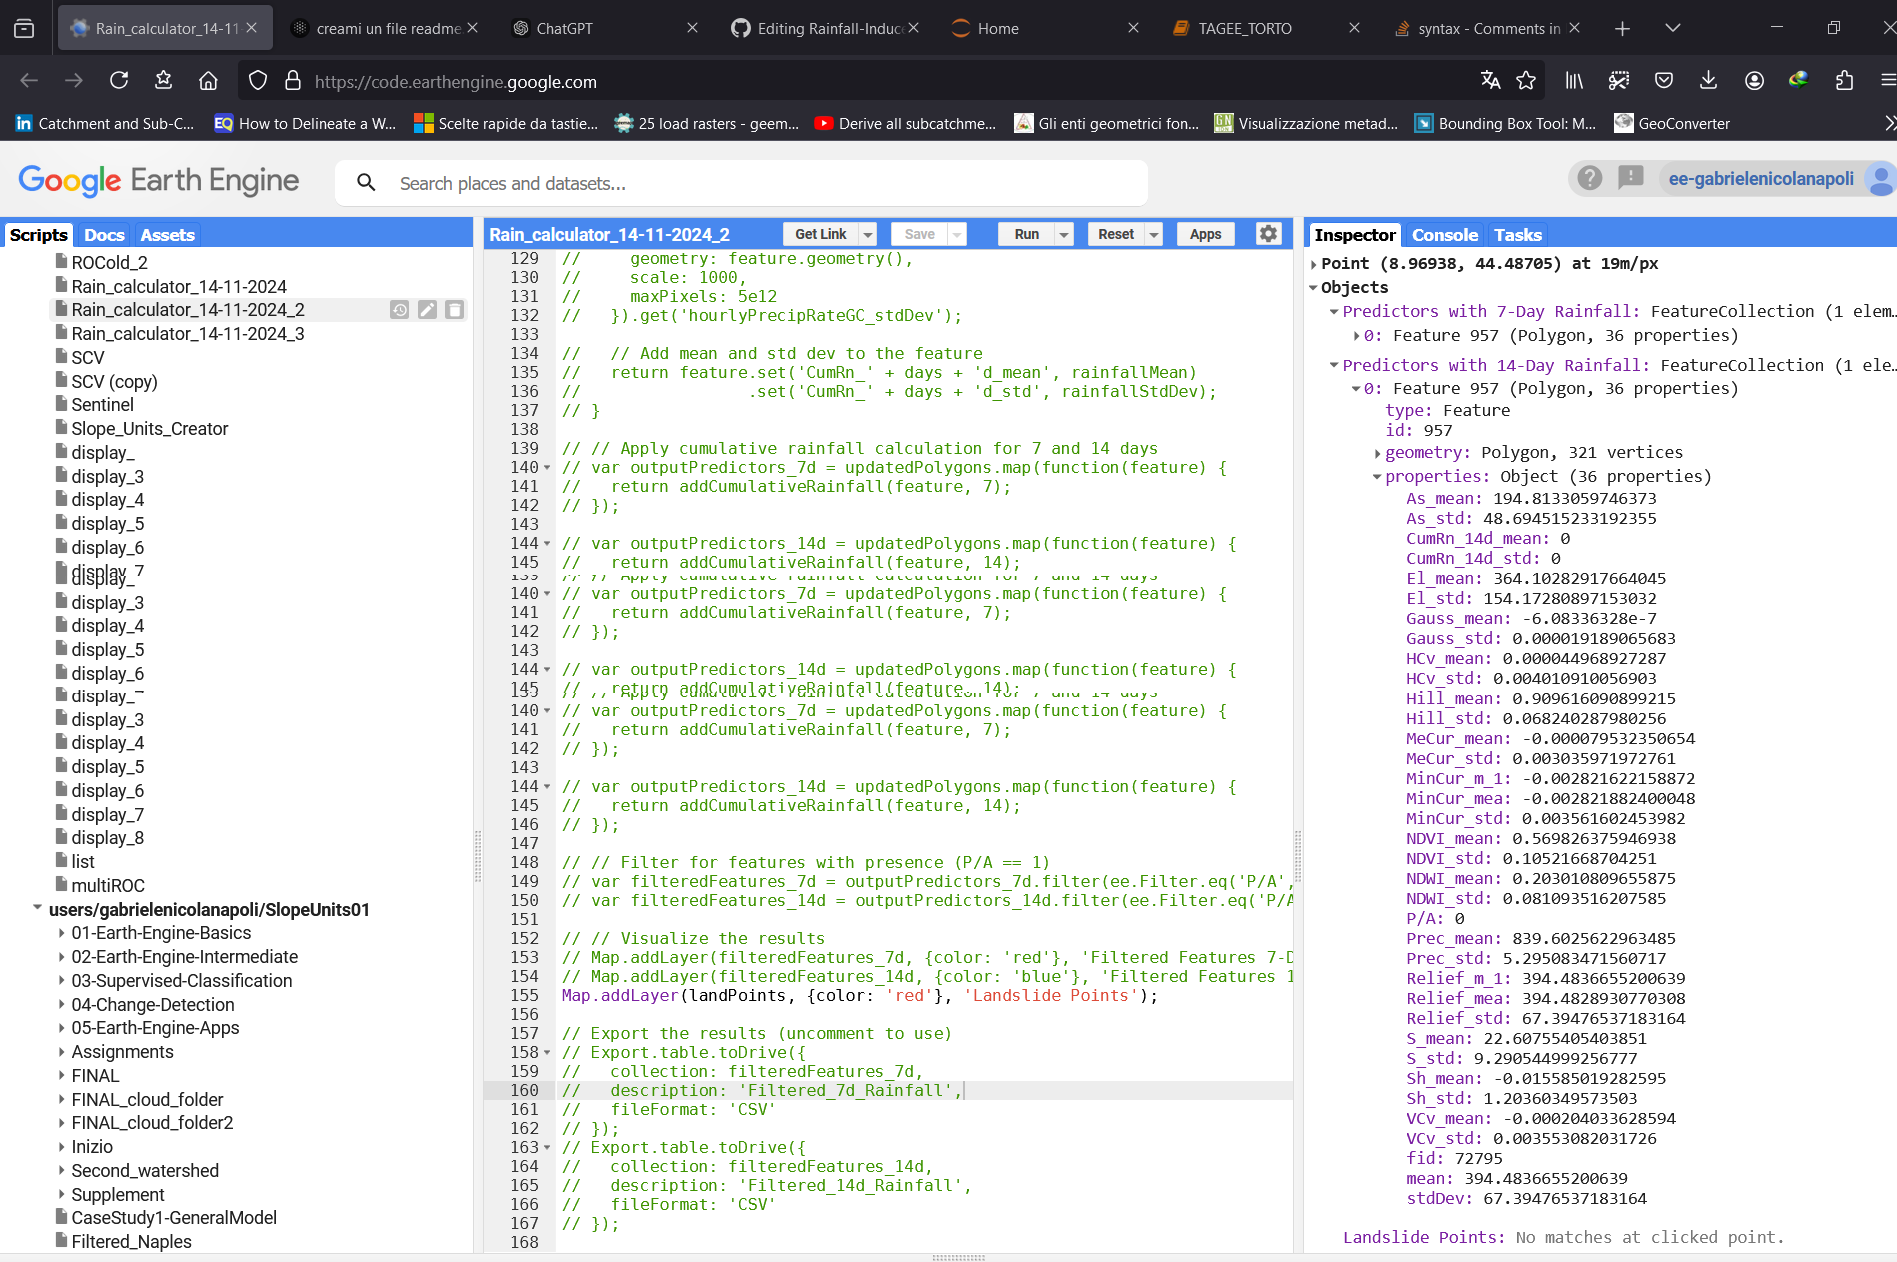 Rain_calculator_14-11
creami un file readme.
ChatGPT
Editing Rainfall-Induce
Home
TAGEE_TORTO
syntax - Comments in
https://code.earthengine.google.com
Catchment and Sub-C...
How to Delineate a W...
Scelte rapide da tastie...
25 load rasters - geem...
Derive all subcatchme...
Gli enti geometrici fon...
Visualizzazione metad...
Bounding Box Tool: M...
GeoConverter
Google Earth Engine
Search places and datasets...
ee-gabrielenicolanapoli
Scripts
Docs
Assets
ROCold_2
Rain_calculator_14-11-2024
Rain_calculator_14-11-2024_2
Rain_calculator_14-11-2024_3
SCV
SCV (copy)
Sentinel
Slope_Units_Creator
display_
display_3
display_4
display_5
display_6
display_7
display_
display_3
display_4
display_5
display_6
display_3
display_4
display_5
display_6
display_7
display_8
list
multiROC
users/gabrielenicolanapoli/SlopeUnits01
01-Earth-Engine-Basics
02-Earth-Engine-Intermediate
03-Supervised-Classification
04-Change-Detection
05-Earth-Engine-Apps
Assignments
FINAL
FINAL_cloud_folder
FINAL_cloud_folder2
Inizio
Second_watershed
Supplement
CaseStudy1-GeneralModel
Filtered_Naples
Rain_calculator_14-11-2024_2
Get Link
Save
Run
Reset
Apps
129 //     geometry: feature.geometry(),
130 //     scale: 1000,
131 //     maxPixels: 5e12
132 //   }).get('hourlyPrecipRateGC_stdDev');
133
134 //   // Add mean and std dev to the feature
135 //   return feature.set('CumRn_' + days + 'd_mean', rainfallMean)
136 //                 .set('CumRn_' + days + 'd_std', rainfallStdDev);
137 // }
138
139 // // Apply cumulative rainfall calculation for 7 and 14 days
140 // var outputPredictors_7d = updatedPolygons.map(function(feature) {
141 //   return addCumulativeRainfall(feature, 7);
142 // });
143
144 // var outputPredictors_14d = updatedPolygons.map(function(feature) {
145 //   return addCumulativeRainfall(feature, 14);
139 // // Apply cumulative rainfall calculation for 7 and 14 days
140 // var outputPredictors_7d = updatedPolygons.map(function(feature) {
141 //   return addCumulativeRainfall(feature, 7);
142 // });
143
144 // var outputPredictors_14d = updatedPolygons.map(function(feature) {
145 //   return addCumulativeRainfall(feature, 14);
140 // var outputPredictors_7d = updatedPolygons.map(function(feature) {
141 //   return addCumulativeRainfall(feature, 7);
142 // });
143
144 // var outputPredictors_14d = updatedPolygons.map(function(feature) {
145 //   return addCumulativeRainfall(feature, 14);
146 // });
147
148 // // Filter for features with presence (P/A == 1)
149 // var filteredFeatures_7d = outputPredictors_7d.filter(ee.Filter.eq('P/A',
150 // var filteredFeatures_14d = outputPredictors_14d.filter(ee.Filter.eq('P/A
151
152 // // Visualize the results
153 // Map.addLayer(filteredFeatures_7d, {color: 'red'}, 'Filtered Features 7-D
154 // Map.addLayer(filteredFeatures_14d, {color: 'blue'}, 'Filtered Features 1
155 Map.addLayer(landPoints, {color: 'red'}, 'Landslide Points');
156
157 // Export the results (uncomment to use)
158 // Export.table.toDrive({
159 //   collection: filteredFeatures_7d,
160 //   description: 'Filtered_7d_Rainfall',
161 //   fileFormat: 'CSV'
162 // });
163 // Export.table.toDrive({
164 //   collection: filteredFeatures_14d,
165 //   description: 'Filtered_14d_Rainfall',
166 //   fileFormat: 'CSV'
167 // });
168
Inspector
Console
Tasks
Point (8.96938, 44.48705) at 19m/px
Objects
Predictors with 7-Day Rainfall: FeatureCollection (1 elem…
0: Feature 957 (Polygon, 36 properties)
Predictors with 14-Day Rainfall: FeatureCollection (1 ele…
0: Feature 957 (Polygon, 36 properties)
type: Feature
id: 957
geometry: Polygon, 321 vertices
properties: Object (36 properties)
As_mean: 194.8133059746373
As_std: 48.694515233192355
CumRn_14d_mean: 0
CumRn_14d_std: 0
El_mean: 364.10282917664045
El_std: 154.17280897153032
Gauss_mean: -6.08336328e-7
Gauss_std: 0.000019189065683
HCv_mean: 0.000044968927287
HCv_std: 0.004010910056903
Hill_mean: 0.909616090899215
Hill_std: 0.068240287980256
MeCur_mean: -0.000079532350654
MeCur_std: 0.003035971972761
MinCur_m_1: -0.002821622158872
MinCur_mea: -0.002821882400048
MinCur_std: 0.003561602453982
NDVI_mean: 0.569826375946938
NDVI_std: 0.10521668704251
NDWI_mean: 0.203010809655875
NDWI_std: 0.081093516207585
P/A: 0
Prec_mean: 839.6025622963485
Prec_std: 5.295083471560717
Relief_m_1: 394.4836655200639
Relief_mea: 394.4828930770308
Relief_std: 67.39476537183164
S_mean: 22.60755405403851
S_std: 9.290544999256777
Sh_mean: -0.015585019282595
Sh_std: 1.20360349573503
VCv_mean: -0.000204033628594
VCv_std: 0.003553082031726
fid: 72795
mean: 394.4836655200639
stdDev: 67.39476537183164
Landslide Points: No matches at clicked point.